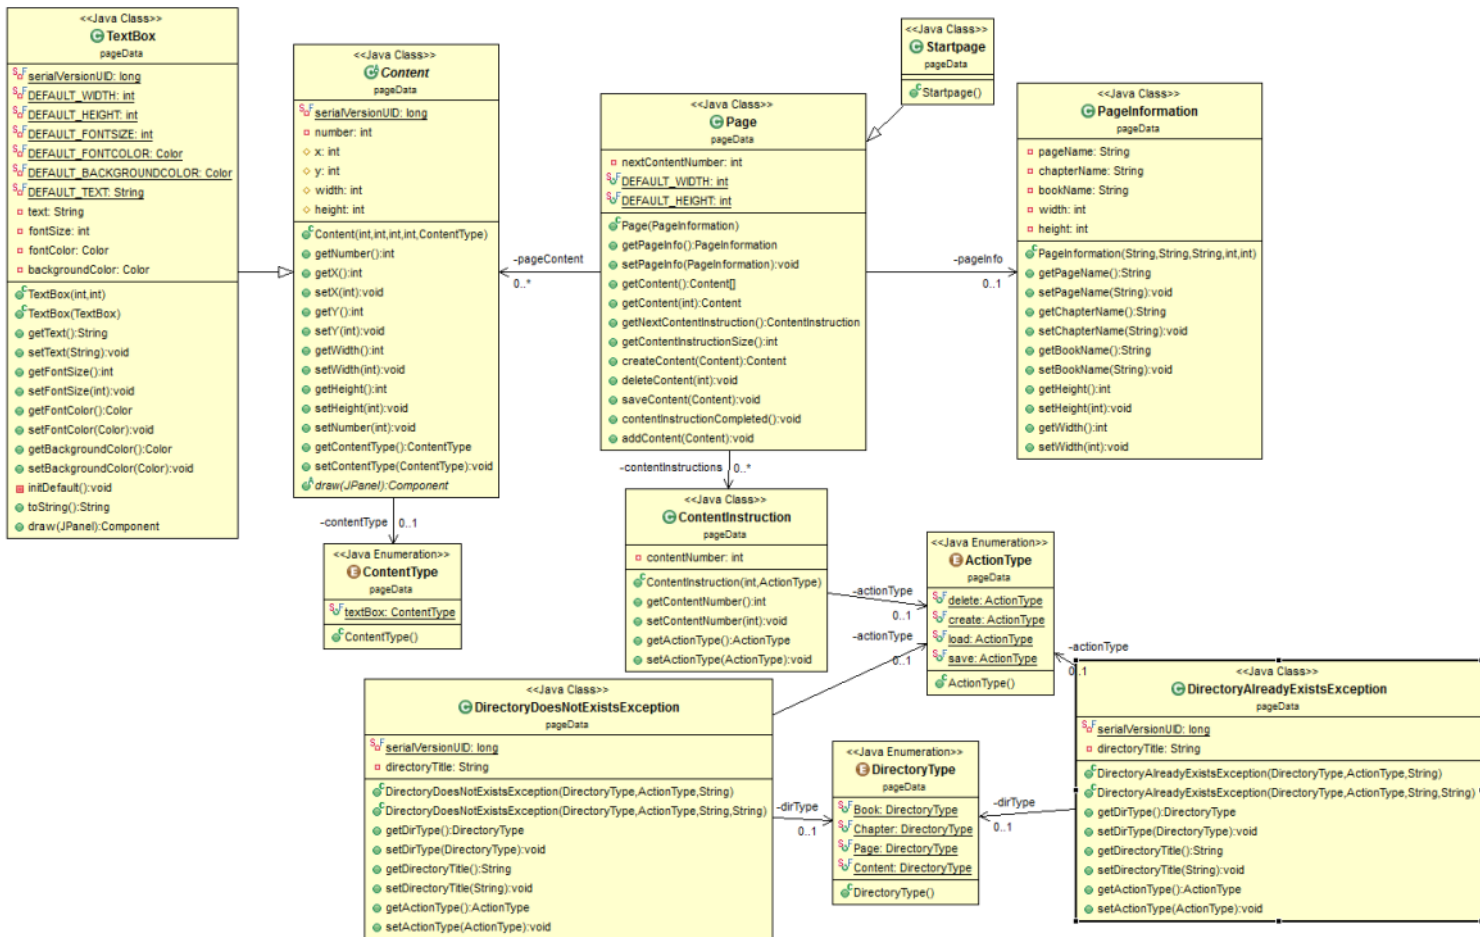 <<Java Class>>
TextBox
pageData
serialVersionUID: long
DEFAULT_WIDTH: int
DEFAULT_HEIGHT: int
DEFAULT_FONTSIZE: int
DEFAULT_FONTCOLOR: Color
DEFAULT_BACKGROUNDCOLOR: Color
DEFAULT_TEXT: String
text: String
fontSize: int
fontColor: Color
backgroundColor: Color
TextBox(int,int)
TextBox(TextBox)
getText():String
setText(String):void
getFontSize():int
setFontSize(int):void
getFontColor():Color
setFontColor(Color):void
getBackgroundColor():Color
setBackgroundColor(Color):void
initDefault():void
toString():String
draw(JPanel):Component
<<Java Class>>
Content
pageData
serialVersionUID: long
number: int
x: int
y: int
width: int
height: int
Content(int,int,int,int,ContentType)
getNumber():int
getX():int
setX(int):void
getY():int
setY(int):void
getWidth():int
setWidth(int):void
getHeight():int
setHeight(int):void
setNumber(int):void
getContentType():ContentType
setContentType(ContentType):void
draw(JPanel):Component
-pageContent
0..*
<<Java Class>>
Page
pageData
nextContentNumber: int
DEFAULT_WIDTH: int
DEFAULT_HEIGHT: int
Page(PageInformation)
getPageInfo():PageInformation
setPageInfo(PageInformation):void
getContent():Content[]
getContent(int):Content
getNextContentInstruction():ContentInstruction
getContentInstructionSize():int
createContent(Content):Content
deleteContent(int):void
saveContent(Content):void
contentInstructionCompleted():void
addContent(Content):void
<<Java Class>>
Startpage
pageData
Startpage()
-pageInfo
0..1
<<Java Class>>
PageInformation
pageData
pageName: String
chapterName: String
bookName: String
width: int
height: int
PageInformation(String,String,String,int,int)
getPageName():String
setPageName(String):void
getChapterName():String
setChapterName(String):void
getBookName():String
setBookName(String):void
getHeight():int
setHeight(int):void
getWidth():int
setWidth(int):void
-contentType 0..1
<<Java Enumeration>>
ContentType
pageData
textBox: ContentType
ContentType()
-contentInstructions 0..*
<<Java Class>>
ContentInstruction
pageData
contentNumber: int
ContentInstruction(int,ActionType)
getContentNumber():int
setContentNumber(int):void
getActionType():ActionType
setActionType(ActionType):void
-actionType
0..1
-actionType
0..1
<<Java Enumeration>>
ActionType
pageData
delete: ActionType
create: ActionType
load: ActionType
save: ActionType
ActionType()
-actionType
0..1
<<Java Class>>
DirectoryDoesNotExistsException
pageData
serialVersionUID: long
directoryTitle: String
DirectoryDoesNotExistsException(DirectoryType,ActionType,String)
DirectoryDoesNotExistsException(DirectoryType,ActionType,String,String)
getDirType():DirectoryType
setDirType(DirectoryType):void
getDirectoryTitle():String
setDirectoryTitle(String):void
getActionType():ActionType
setActionType(ActionType):void
-dirType
0..1
<<Java Enumeration>>
DirectoryType
pageData
Book: DirectoryType
Chapter: DirectoryType
Page: DirectoryType
Content: DirectoryType
DirectoryType()
-dirType
0..1
<<Java Class>>
DirectoryAlreadyExistsException
pageData
serialVersionUID: long
directoryTitle: String
DirectoryAlreadyExistsException(DirectoryType,ActionType,String)
DirectoryAlreadyExistsException(DirectoryType,ActionType,String,String)
getDirType():DirectoryType
setDirType(DirectoryType):void
getDirectoryTitle():String
setDirectoryTitle(String):void
getActionType():ActionType
setActionType(ActionType):void